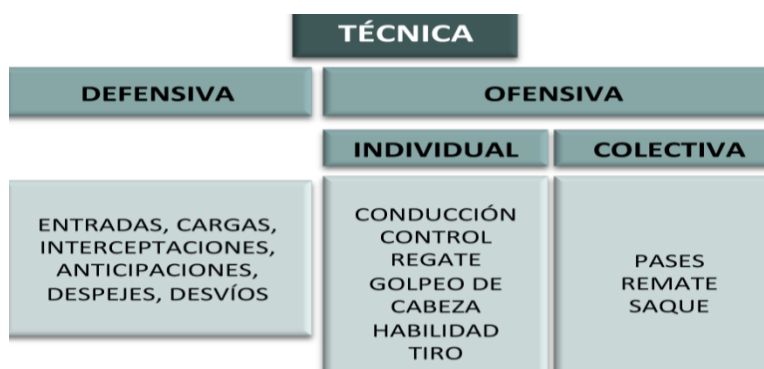 TÉCNICA
DEFENSIVA
OFENSIVA
INDIVIDUAL
COLECTIVA
ENTRADAS, CARGAS,
INTERCEPTACIONES,
ANTICIPACIONES,
DESPEJES, DESVÍOS
CONDUCCIÓN
CONTROL
REGATE
GOLPEO DE
CABEZA
HABILIDAD
TIRO
PASES
REMATE
SAQUE